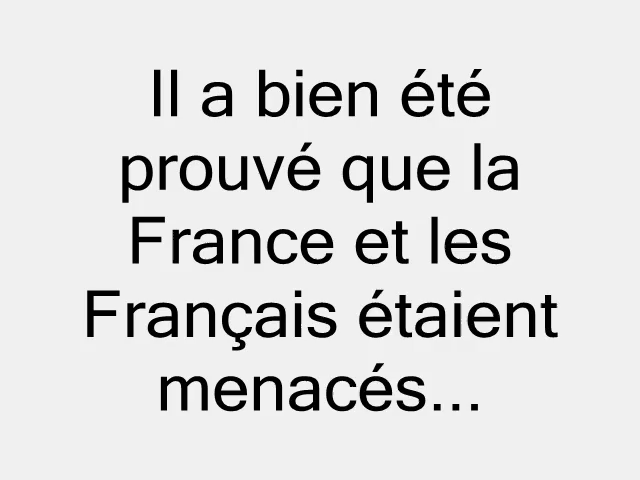 Il a bien été
prouvé que la
France et les
Français étaient
menacés...